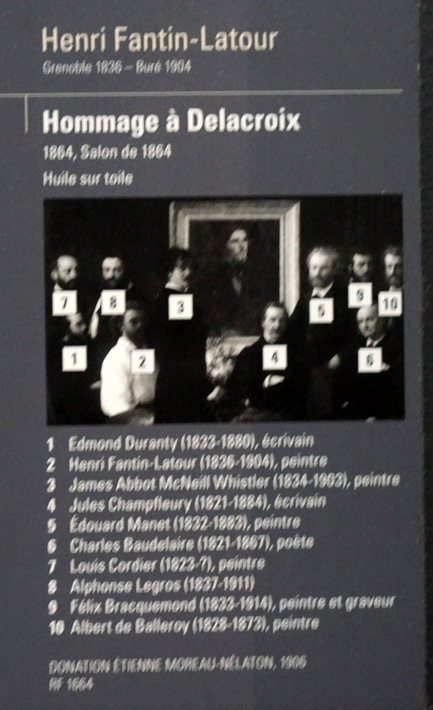 Henri Fantin-Latour
Grenoble 1836 – Buré 1904
Hommage à Delacroix
1864, Salon de 1864
Huile sur toile
7 8 3 5 9 10
1 2 4 6
1 Edmond Duranty (1833-1880), écrivain
2 Henri Fantin-Latour (1836-1904), peintre
3 James Abbot McNeill Whistler (1834-1903), peintre
4 Jules Champfleury (1821-1884), écrivain
5 Édouard Manet (1832-1883), peintre
6 Charles Baudelaire (1821-1867), poète
7 Louis Cordier (1823-?), peintre
8 Alphonse Legros (1837-1911)
9 Félix Bracquemond (1833-1914), peintre et graveur
10 Albert de Balleroy (1828-1873), peintre
DONATION ÉTIENNE MOREAU-NÉLATON, 1906
RF 1664